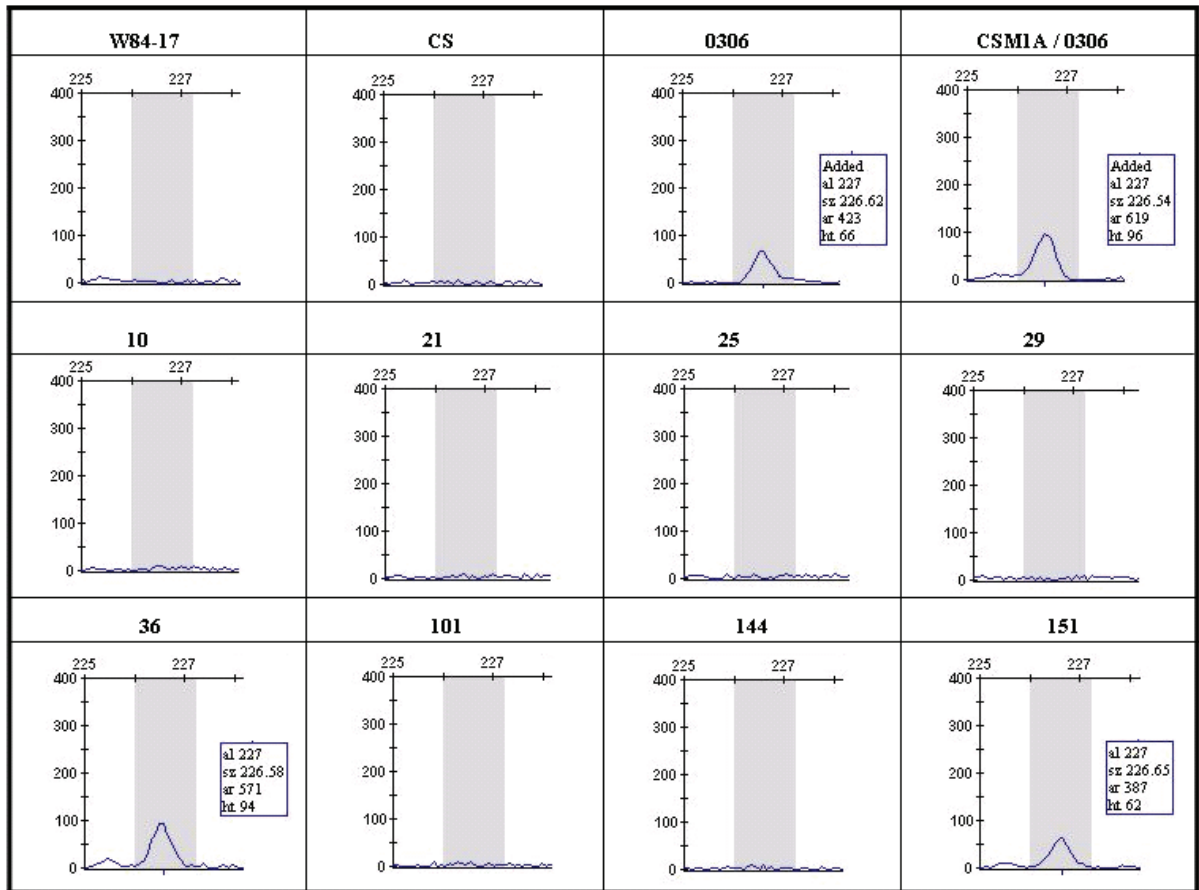 W84-17 CS 0306 CSM1A / 0306
225 227 225 227 225 227 225 227
400 400 400 400
300 300 300 300
Added Added
al 227 al 227
200 200 200 sz 226.62 200 sz 226.54
ar 423 ar 619
ht 66 ht 96
100 100 100 100
0 0 0 0
10 21 25 29
225 227 225 227 225 227 225 227
400 400 400 400
300 300 300 300
200 200 200 200
100 100 100 100
0 0 0 0
36 101 144 151
225 227 225 227 225 227 225 227
400 400 400 400
300 300 300 300
al 227 al 227
200 sz 226.58 200 200 200 sz 226.65
ar 571 ar 387
ht 94 ht 62
100 100 100 100
0 0 0 0